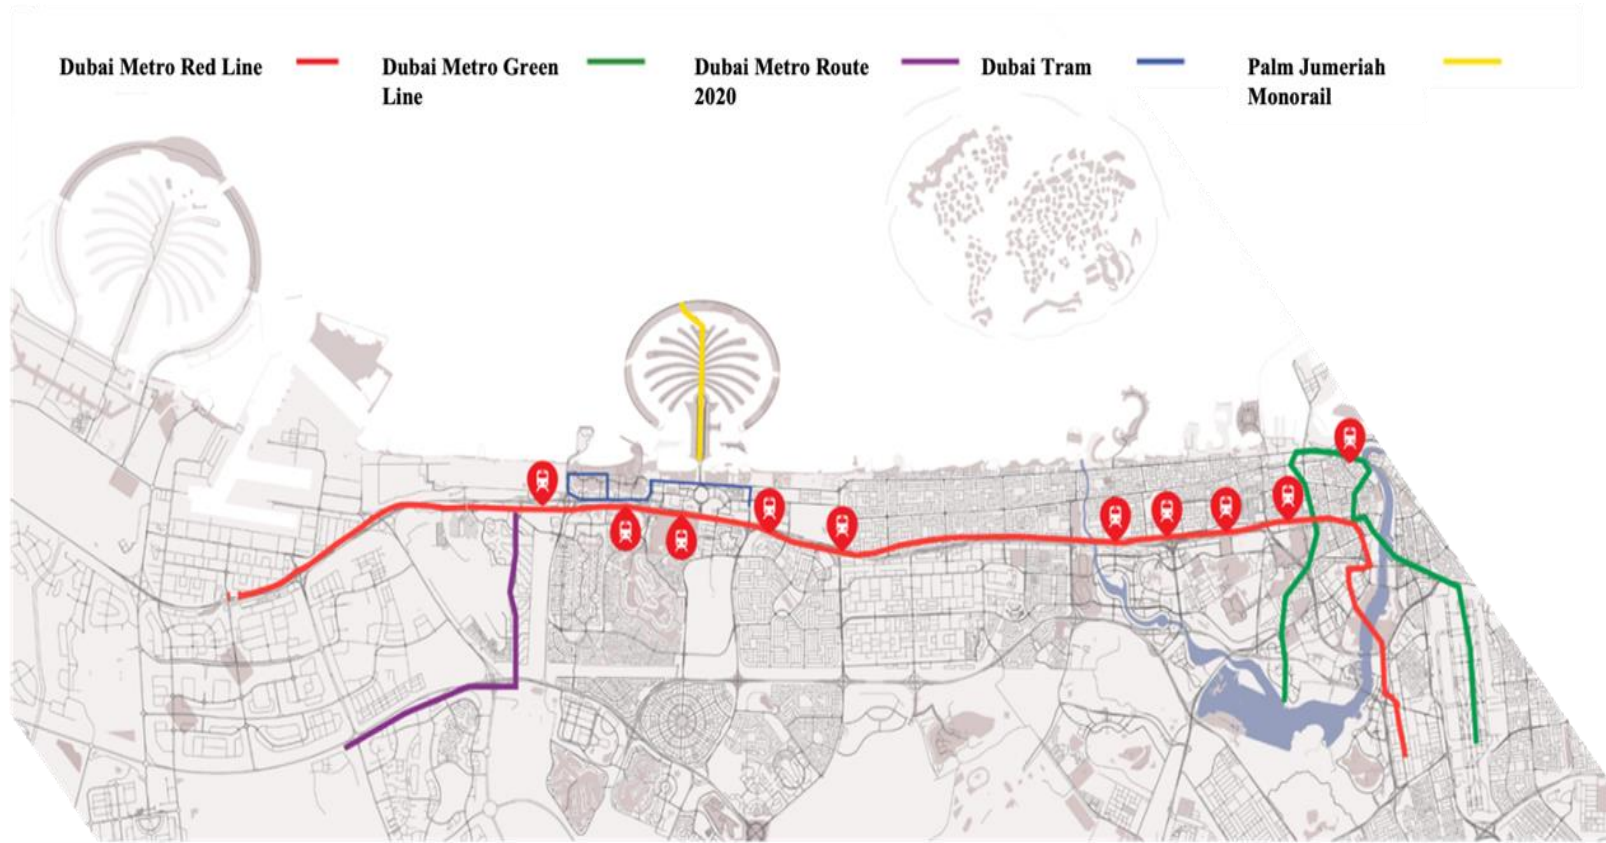 Dubai Metro Red Line
Dubai Metro Green
Line
Dubai Metro Route
2020
Dubai Tram
Palm Jumeriah
Monorail